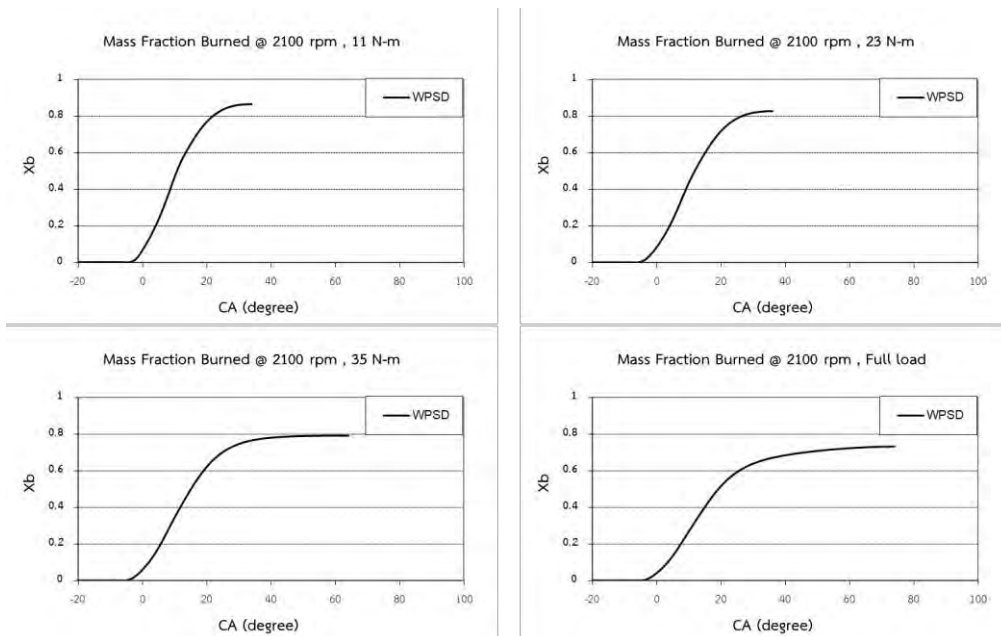 Mass Fraction Burned @ 2100 rpm , 11 N-m
1
0.8
0.6
0.4
0.2
0
Xb
WPSD
-20 0 20 40 60 80 100
CA (degree)
Mass Fraction Burned @ 2100 rpm , 23 N-m
1
0.8
0.6
0.4
0.2
0
Xb
WPSD
-20 0 20 40 60 80 100
CA (degree)
Mass Fraction Burned @ 2100 rpm , 35 N-m
1
0.8
0.6
0.4
0.2
0
Xb
WPSD
-20 0 20 40 60 80 100
CA (degree)
Mass Fraction Burned @ 2100 rpm , Full load
1
0.8
0.6
0.4
0.2
0
Xb
WPSD
-20 0 20 40 60 80 100
CA (degree)